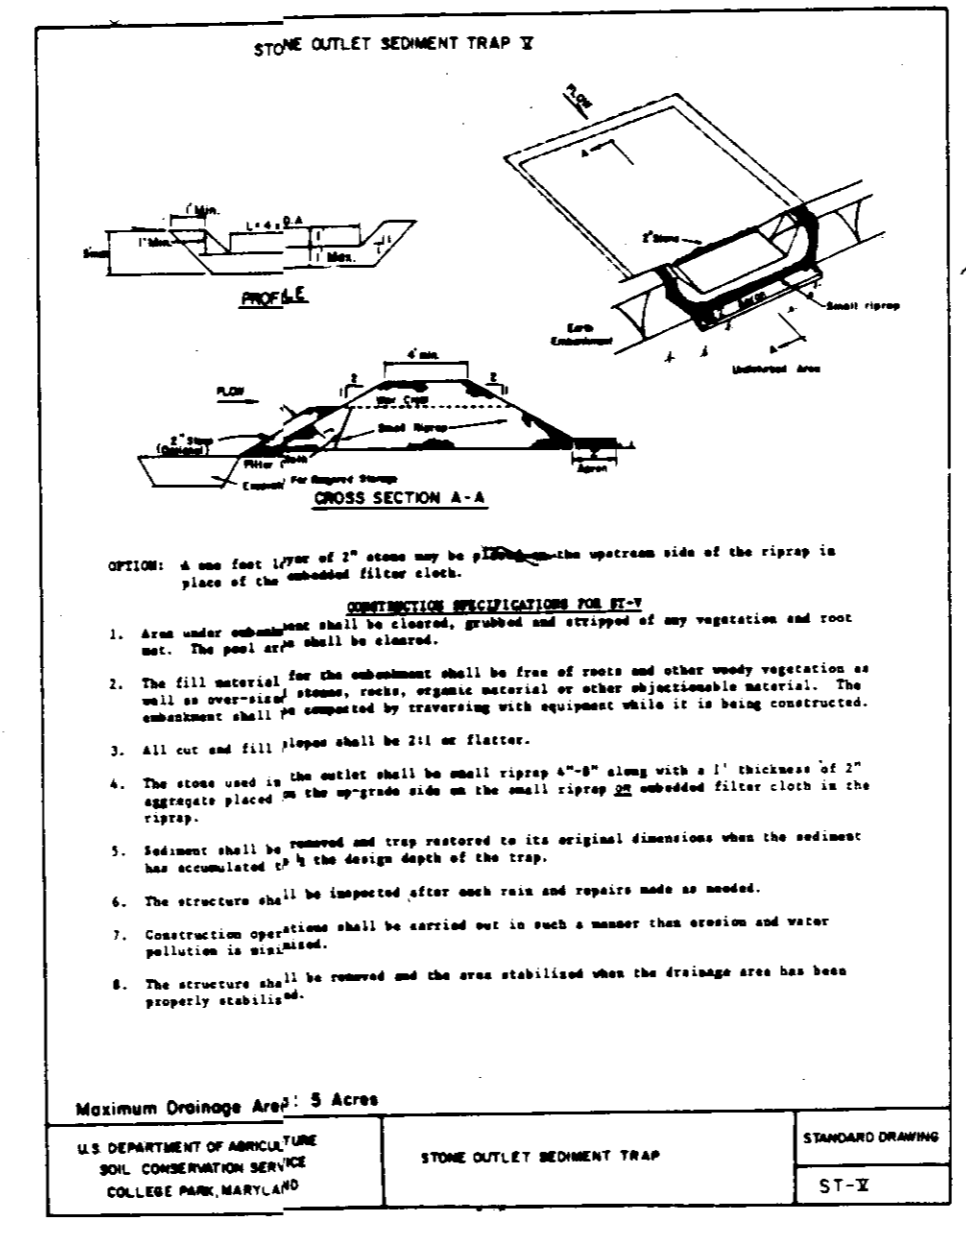 STONE OUTLET SEDIMENT TRAP V
FLOW
A
1' Min.
L = 4 x D.A
1' Min.
1'
1' Max.
PROFILE
2" Stone
Apron
Small riprap
Earth
Embankment
A
Undisturbed Area
4' min.
2
1
2
1
FLOW
Weir Crest
Small Riprap
2" Stone
(Optional)
Filter Cloth
For Required Storage
Apron
CROSS SECTION A-A
OPTION: A one foot layer of 2" stone may be placed on the upstream side of the riprap in
place of the embedded filter cloth.
CONSTRUCTION SPECIFICATIONS FOR ST-V
1. Area under embankment shall be cleared, grubbed and stripped of any vegetation and root
mat. The pool area shall be cleared.
2. The fill material for the embankment shall be free of roots and other woody vegetation as
well as over-sized stones, rocks, organic material or other objectionable material. The
embankment shall be compacted by traversing with equipment while it is being constructed.
3. All cut and fill slopes shall be 2:1 or flatter.
4. The stone used in the outlet shall be small riprap 4"-8" along with a 1' thickness of 2"
aggregate placed on the up-grade side on the small riprap OR embedded filter cloth in the
riprap.
5. Sediment shall be removed and trap restored to its original dimensions when the sediment
has accumulated to ½ the design depth of the trap.
6. The structure shall be inspected after each rain and repairs made as needed.
7. Construction operations shall be carried out in such a manner than erosion and water
pollution is minimized.
8. The structure shall be removed and the area stabilized when the drainage area has been
properly stabilized.
Maximum Drainage Area: 5 Acres
U.S. DEPARTMENT OF AGRICULTURE
SOIL CONSERVATION SERVICE
COLLEGE PARK, MARYLAND
STONE OUTLET SEDIMENT TRAP
STANDARD DRAWING
ST-V